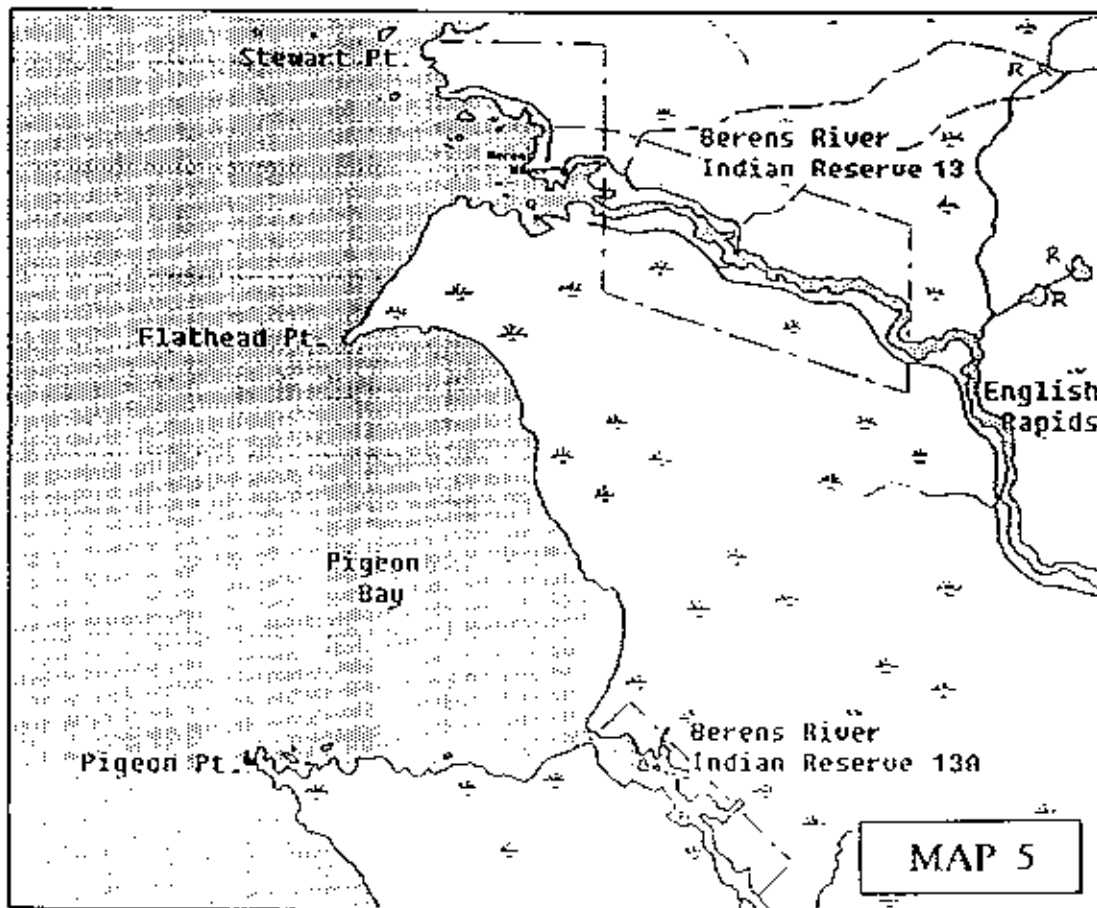 Stewart Pt.
R
Berens River
Indian Reserve 13
R
R
Flathead Pt.
English
Rapids
Pigeon
Bay
Berens River
Indian Reserve 13A
Pigeon Pt.
MAP 5